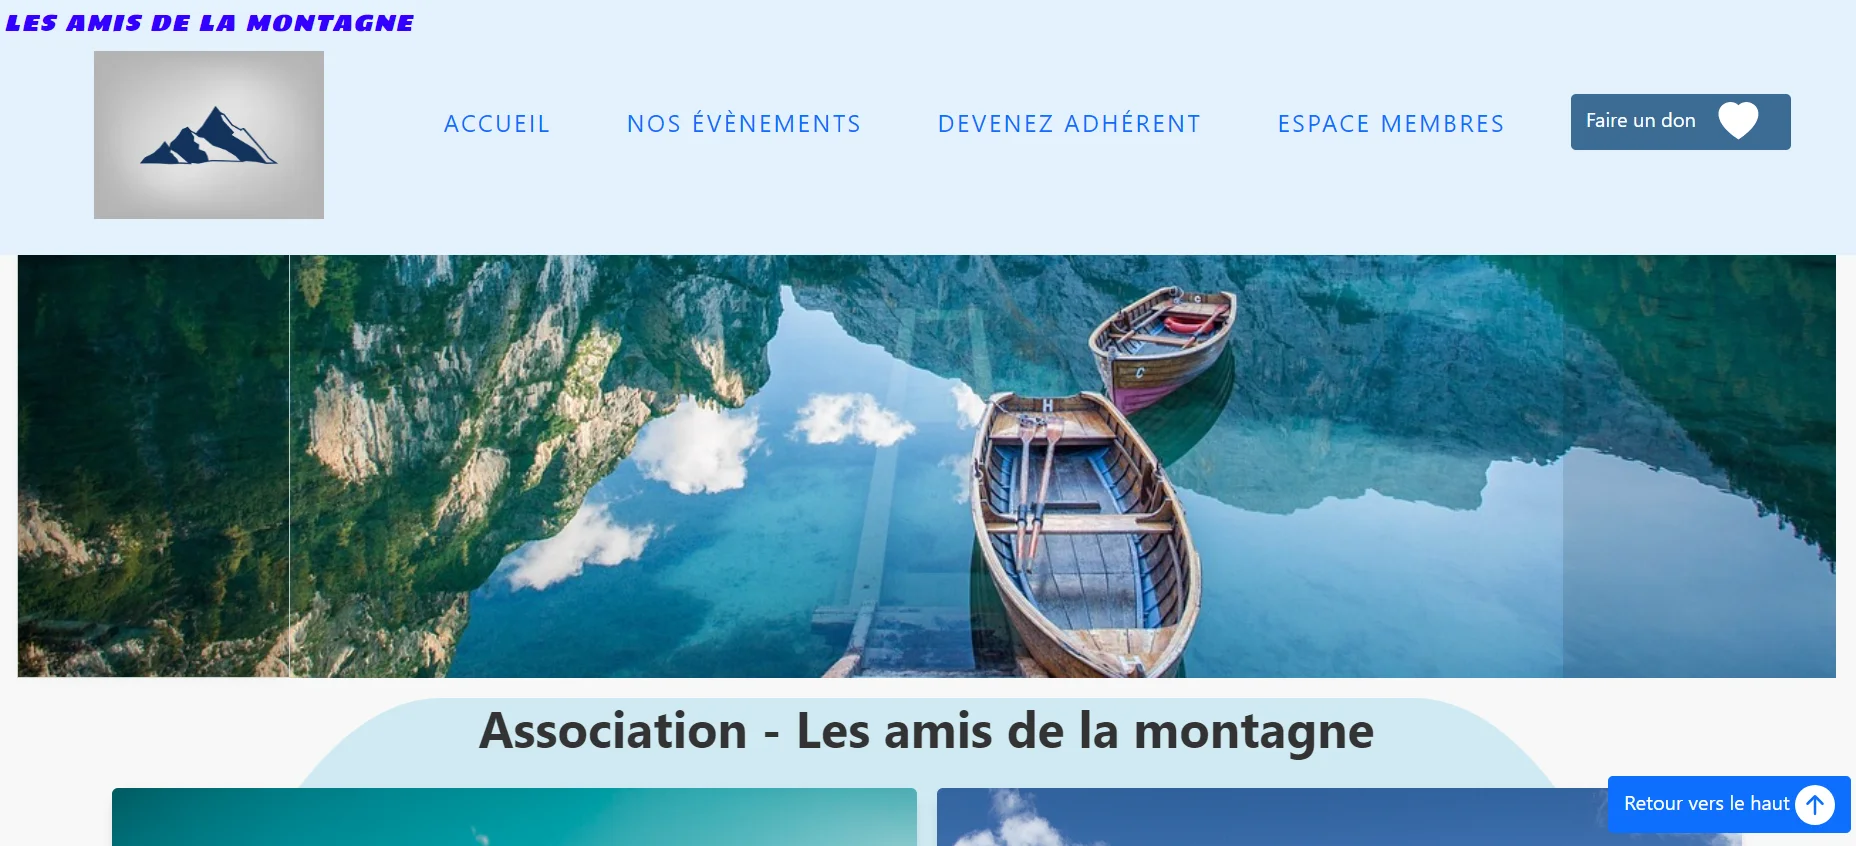 LES AMIS DE LA MONTAGNE
ACCUEIL
NOS ÉVÈNEMENTS
DEVENEZ ADHÉRENT
ESPACE MEMBRES
Faire un don
C
H
Association - Les amis de la montagne
Retour vers le haut